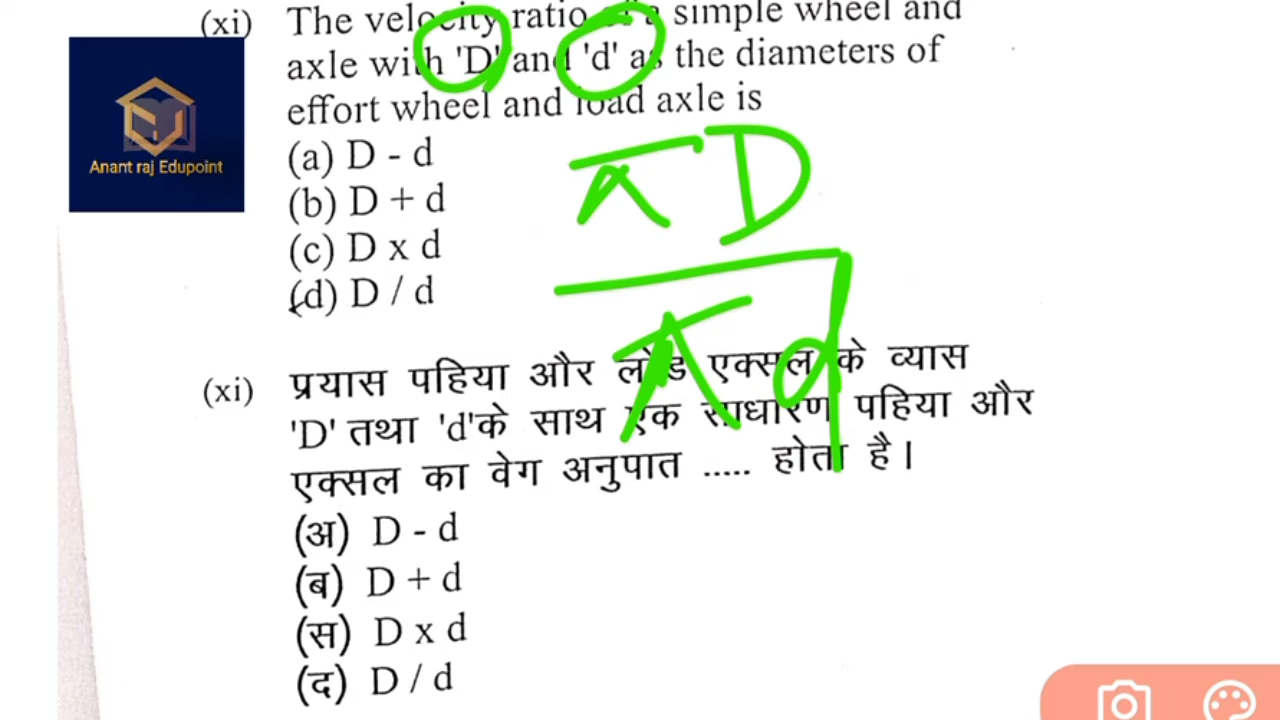 (xi) The velocity ratio of a simple wheel and
axle with 'D' and 'd' as the diameters of
effort wheel and load axle is
(a) D - d
(b) D + d
(c) D x d
(d) D / d
Anant raj Edupoint
πD
πd
(xi) प्रयास पहिया और लोड एक्सल के व्यास
'D' तथा 'd'के साथ एक साधारण पहिया और
एक्सल का वेग अनुपात ..... होता है।
(अ) D - d
(ब) D + d
(स) D x d
(द) D / d